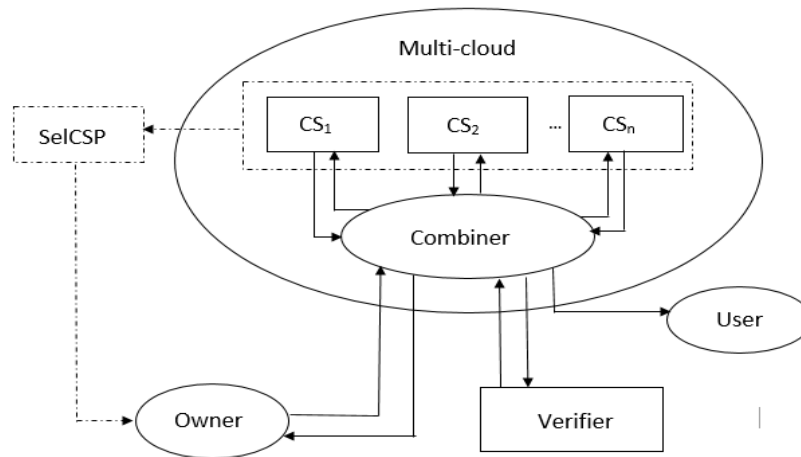 Multi-cloud
SelCSP
CS₁
CS₂
...
CSₙ
Combiner
User
Owner
Verifier